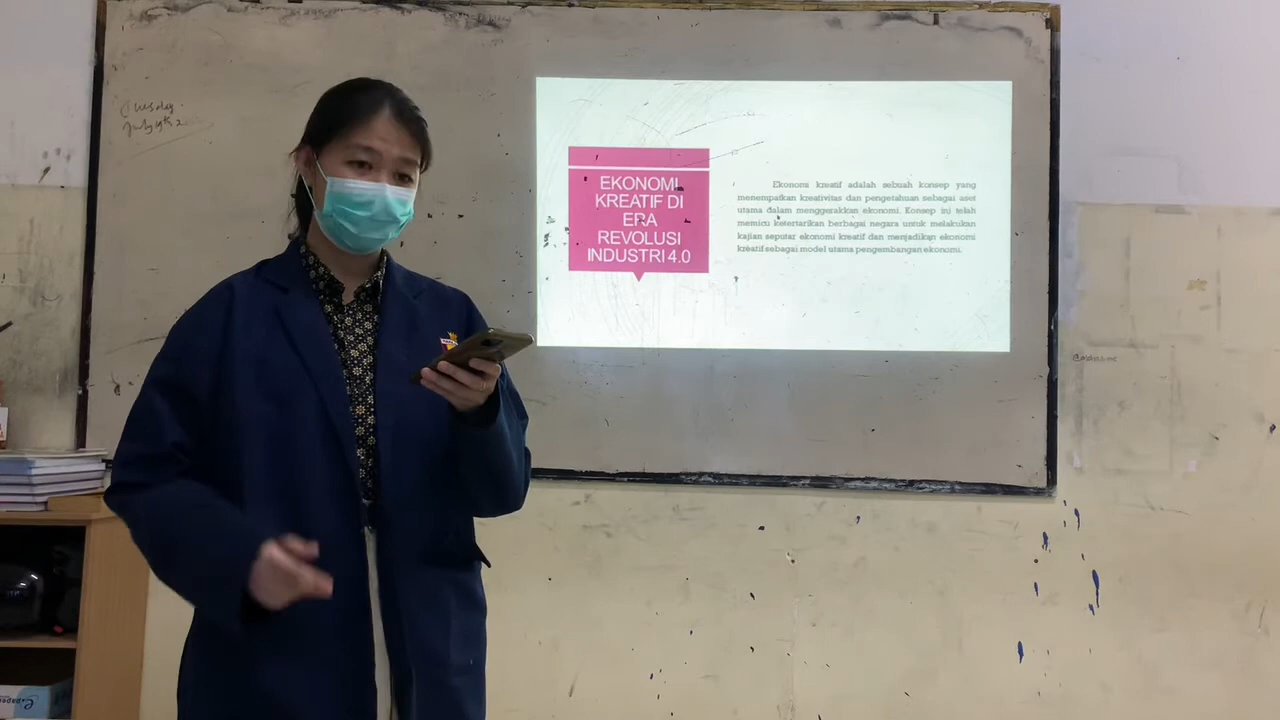 Tuesday
EKONOMI
KREATIF DI
ERA
REVOLUSI
INDUSTRI 4.0
Ekonomi kreatif adalah sebuah konsep yang
menempatkan kreativitas dan pengetahuan sebagai aset
utama dalam menggerakkan ekonomi. Konsep ini telah
memicu ketertarikan berbagai negara untuk melakukan
kajian seputar ekonomi kreatif dan menjadikan ekonomi
kreatif sebagai model utama pengembangan ekonomi.